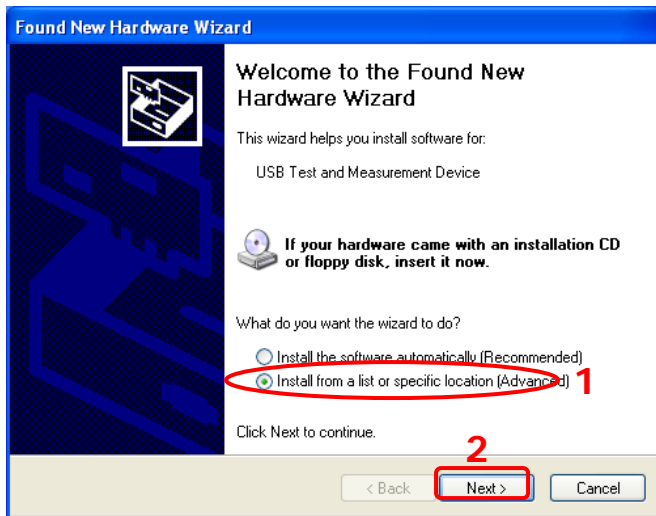 Found New Hardware Wizard
Welcome to the Found New
Hardware Wizard
This wizard helps you install software for:
USB Test and Measurement Device
If your hardware came with an installation CD
or floppy disk, insert it now.
What do you want the wizard to do?
Install the software automatically (Recommended)
Install from a list or specific location (Advanced) 1
Click Next to continue.
2
< Back Next > Cancel